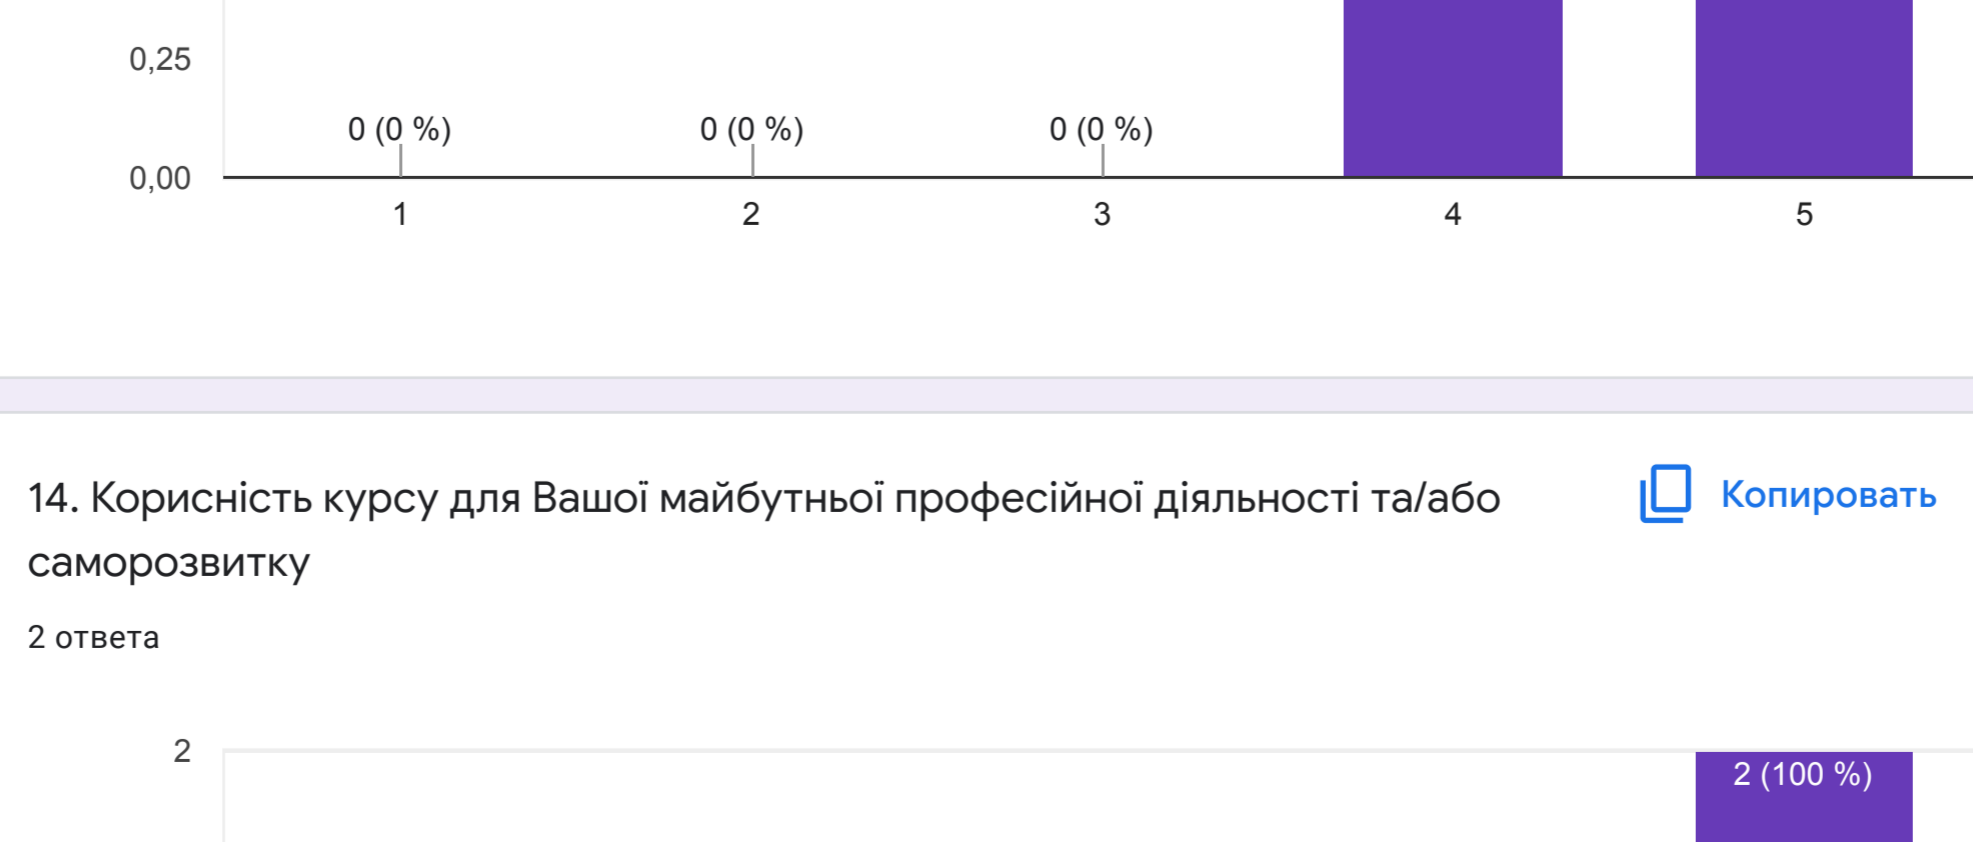 0,25
0 (0 %) 0 (0 %) 0 (0 %)
0,00
1 2 3 4 5
14. Корисність курсу для Вашої майбутньої професійної діяльності та/або
саморозвитку
Копировать
2 ответа
2
2 (100 %)